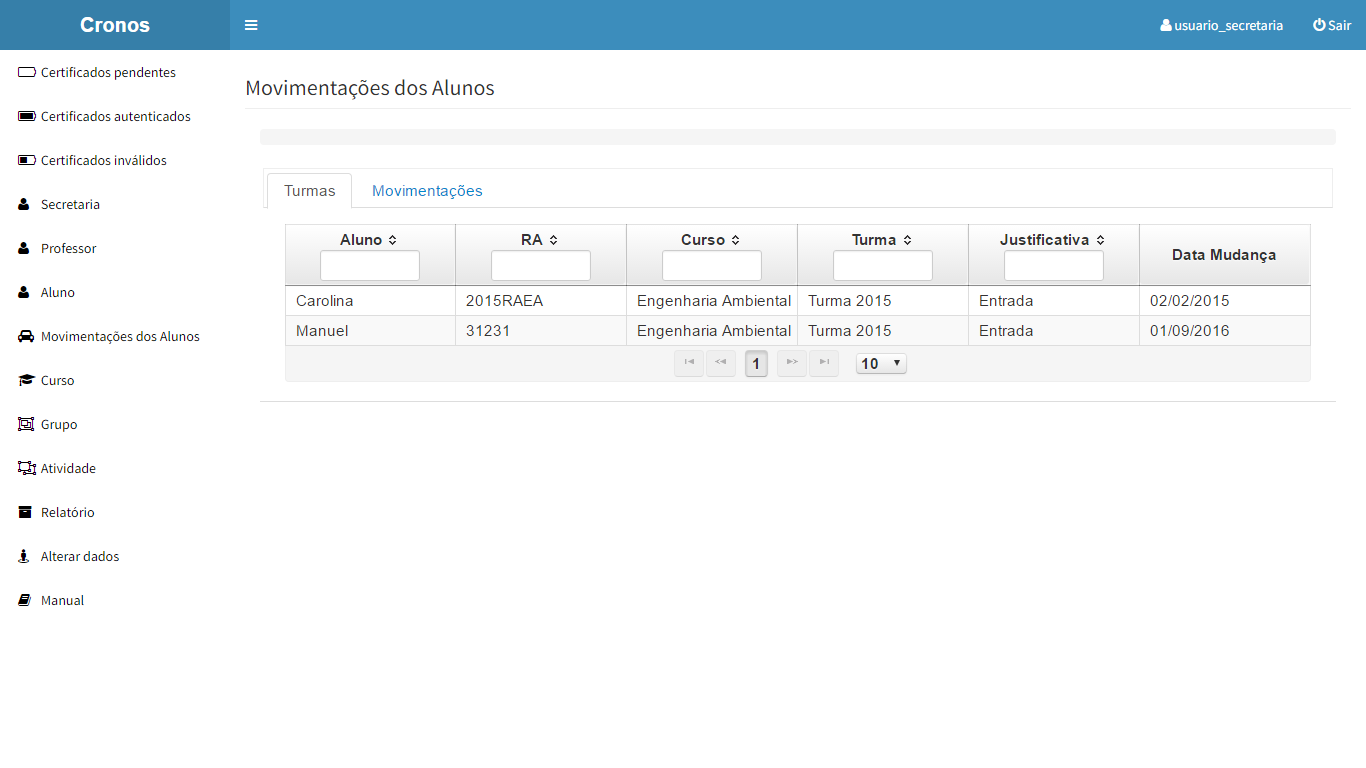 Cronos
usuario_secretaria Sair
Certificados pendentes
Certificados autenticados
Certificados inválidos
Secretaria
Professor
Aluno
Movimentações dos Alunos
Curso
Grupo
Atividade
Relatório
Alterar dados
Manual
Movimentações dos Alunos
Turmas Movimentações
Aluno RA Curso Turma Justificativa Data Mudança
Carolina 2015RAEA Engenharia Ambiental Turma 2015 Entrada 02/02/2015
Manuel 31231 Engenharia Ambiental Turma 2015 Entrada 01/09/2016
1 10